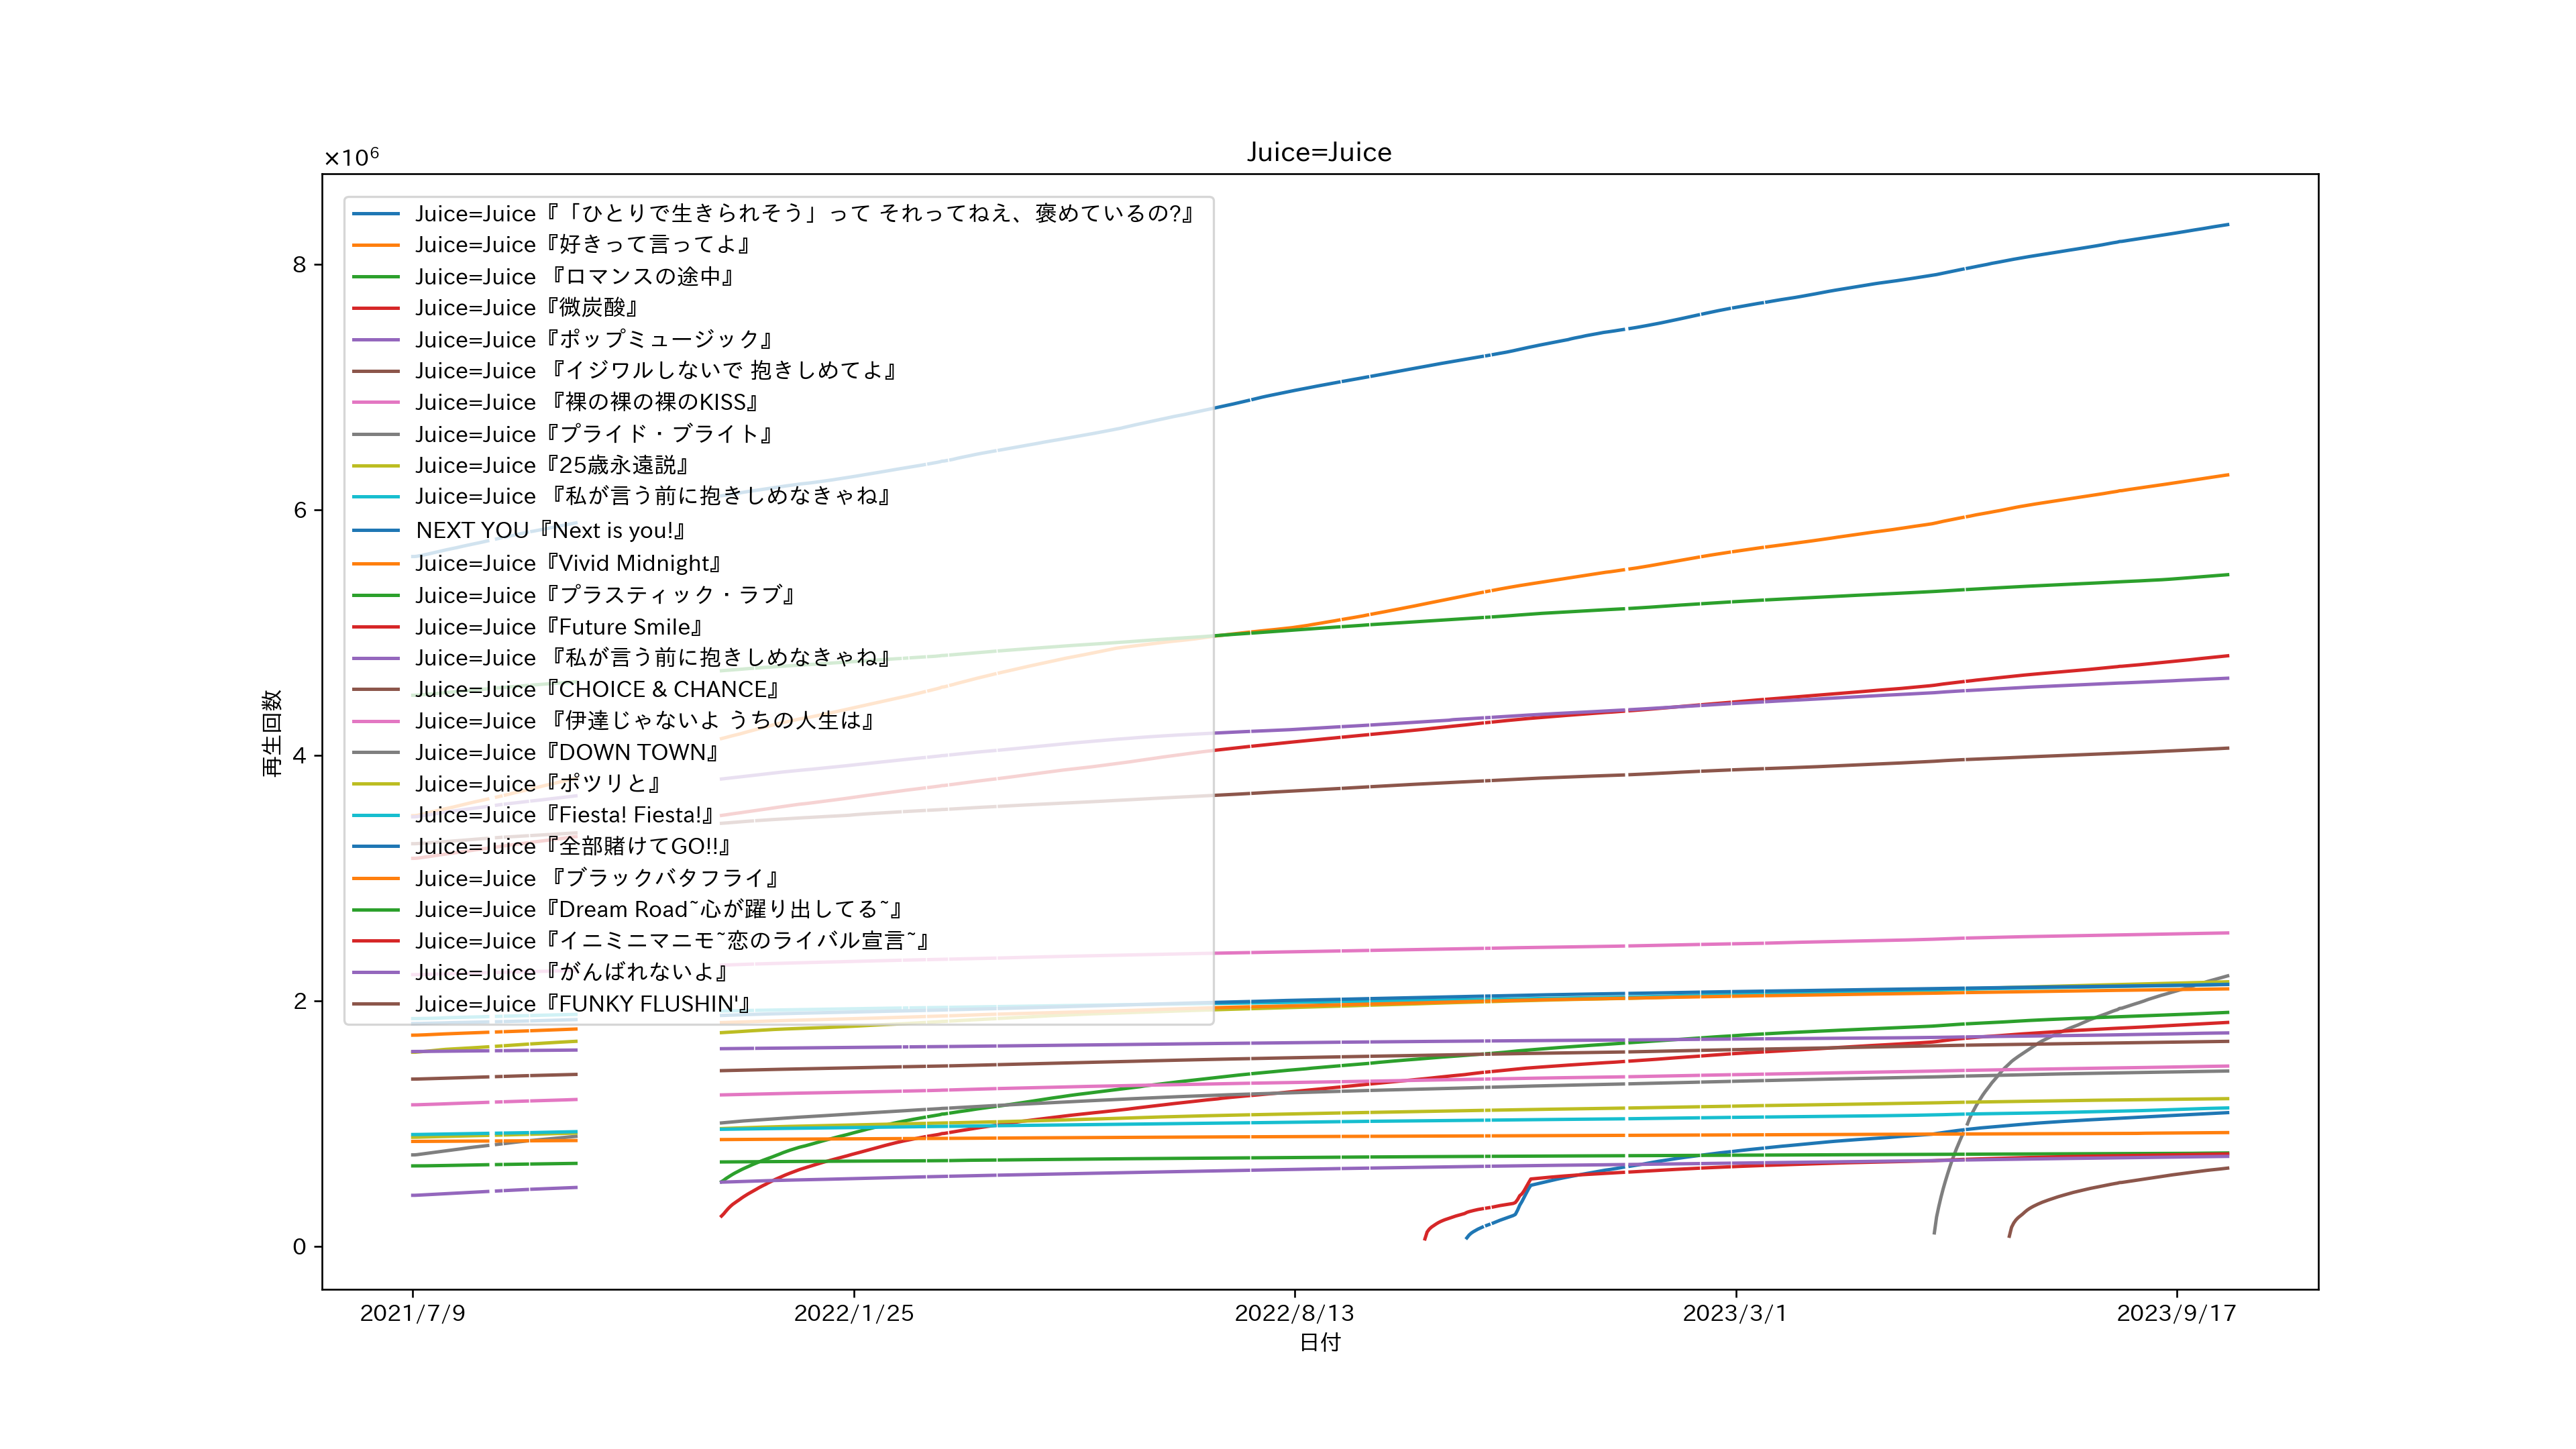 Juice=Juice
×10⁶
Juice=Juice『「ひとりで生きられそう」って それってねえ、褒めているの?』
Juice=Juice『好きって言ってよ』
Juice=Juice 『ロマンスの途中』
Juice=Juice『微炭酸』
Juice=Juice『ポップミュージック』
Juice=Juice 『イジワルしないで 抱きしめてよ』
Juice=Juice 『裸の裸の裸のKISS』
Juice=Juice『プライド・ブライト』
Juice=Juice『25歳永遠説』
Juice=Juice 『私が言う前に抱きしめなきゃね』
NEXT YOU『Next is you!』
Juice=Juice『Vivid Midnight』
Juice=Juice『プラスティック・ラブ』
Juice=Juice『Future Smile』
Juice=Juice 『私が言う前に抱きしめなきゃね』
Juice=Juice『CHOICE & CHANCE』
Juice=Juice 『伊達じゃないよ うちの人生は』
Juice=Juice『DOWN TOWN』
Juice=Juice『ポツリと』
Juice=Juice『Fiesta! Fiesta!』
Juice=Juice『全部賭けてGO!!』
Juice=Juice 『ブラックバタフライ』
Juice=Juice『Dream Road~心が躍り出してる~』
Juice=Juice『イニミニマニモ~恋のライバル宣言~』
Juice=Juice『がんばれないよ』
Juice=Juice『FUNKY FLUSHIN'』
8
6
4
2
0
再生回数
2021/7/9
2022/1/25
2022/8/13
2023/3/1
2023/9/17
日付